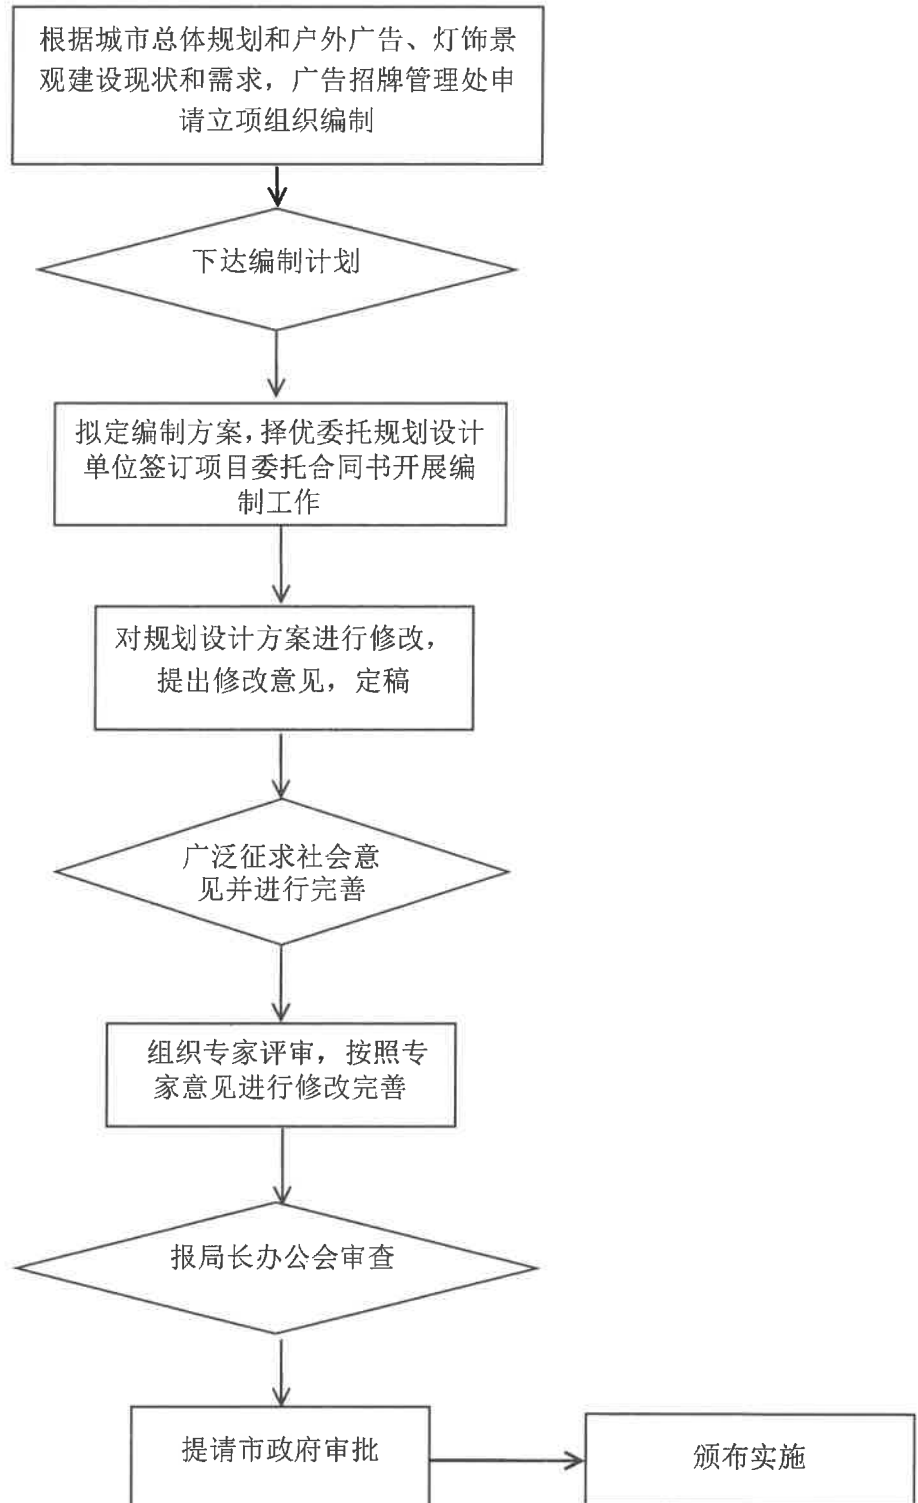 根据城市总体规划和户外广告、灯饰景
观建设现状和需求，广告招牌管理处申
请立项组织编制
下达编制计划
拟定编制方案，择优委托规划设计
单位签订项目委托合同书开展编
制工作
对规划设计方案进行修改，
提出修改意见，定稿
广泛征求社会意
见并进行完善
组织专家评审，按照专
家意见进行修改完善
报局长办公会审查
提请市政府审批
颁布实施